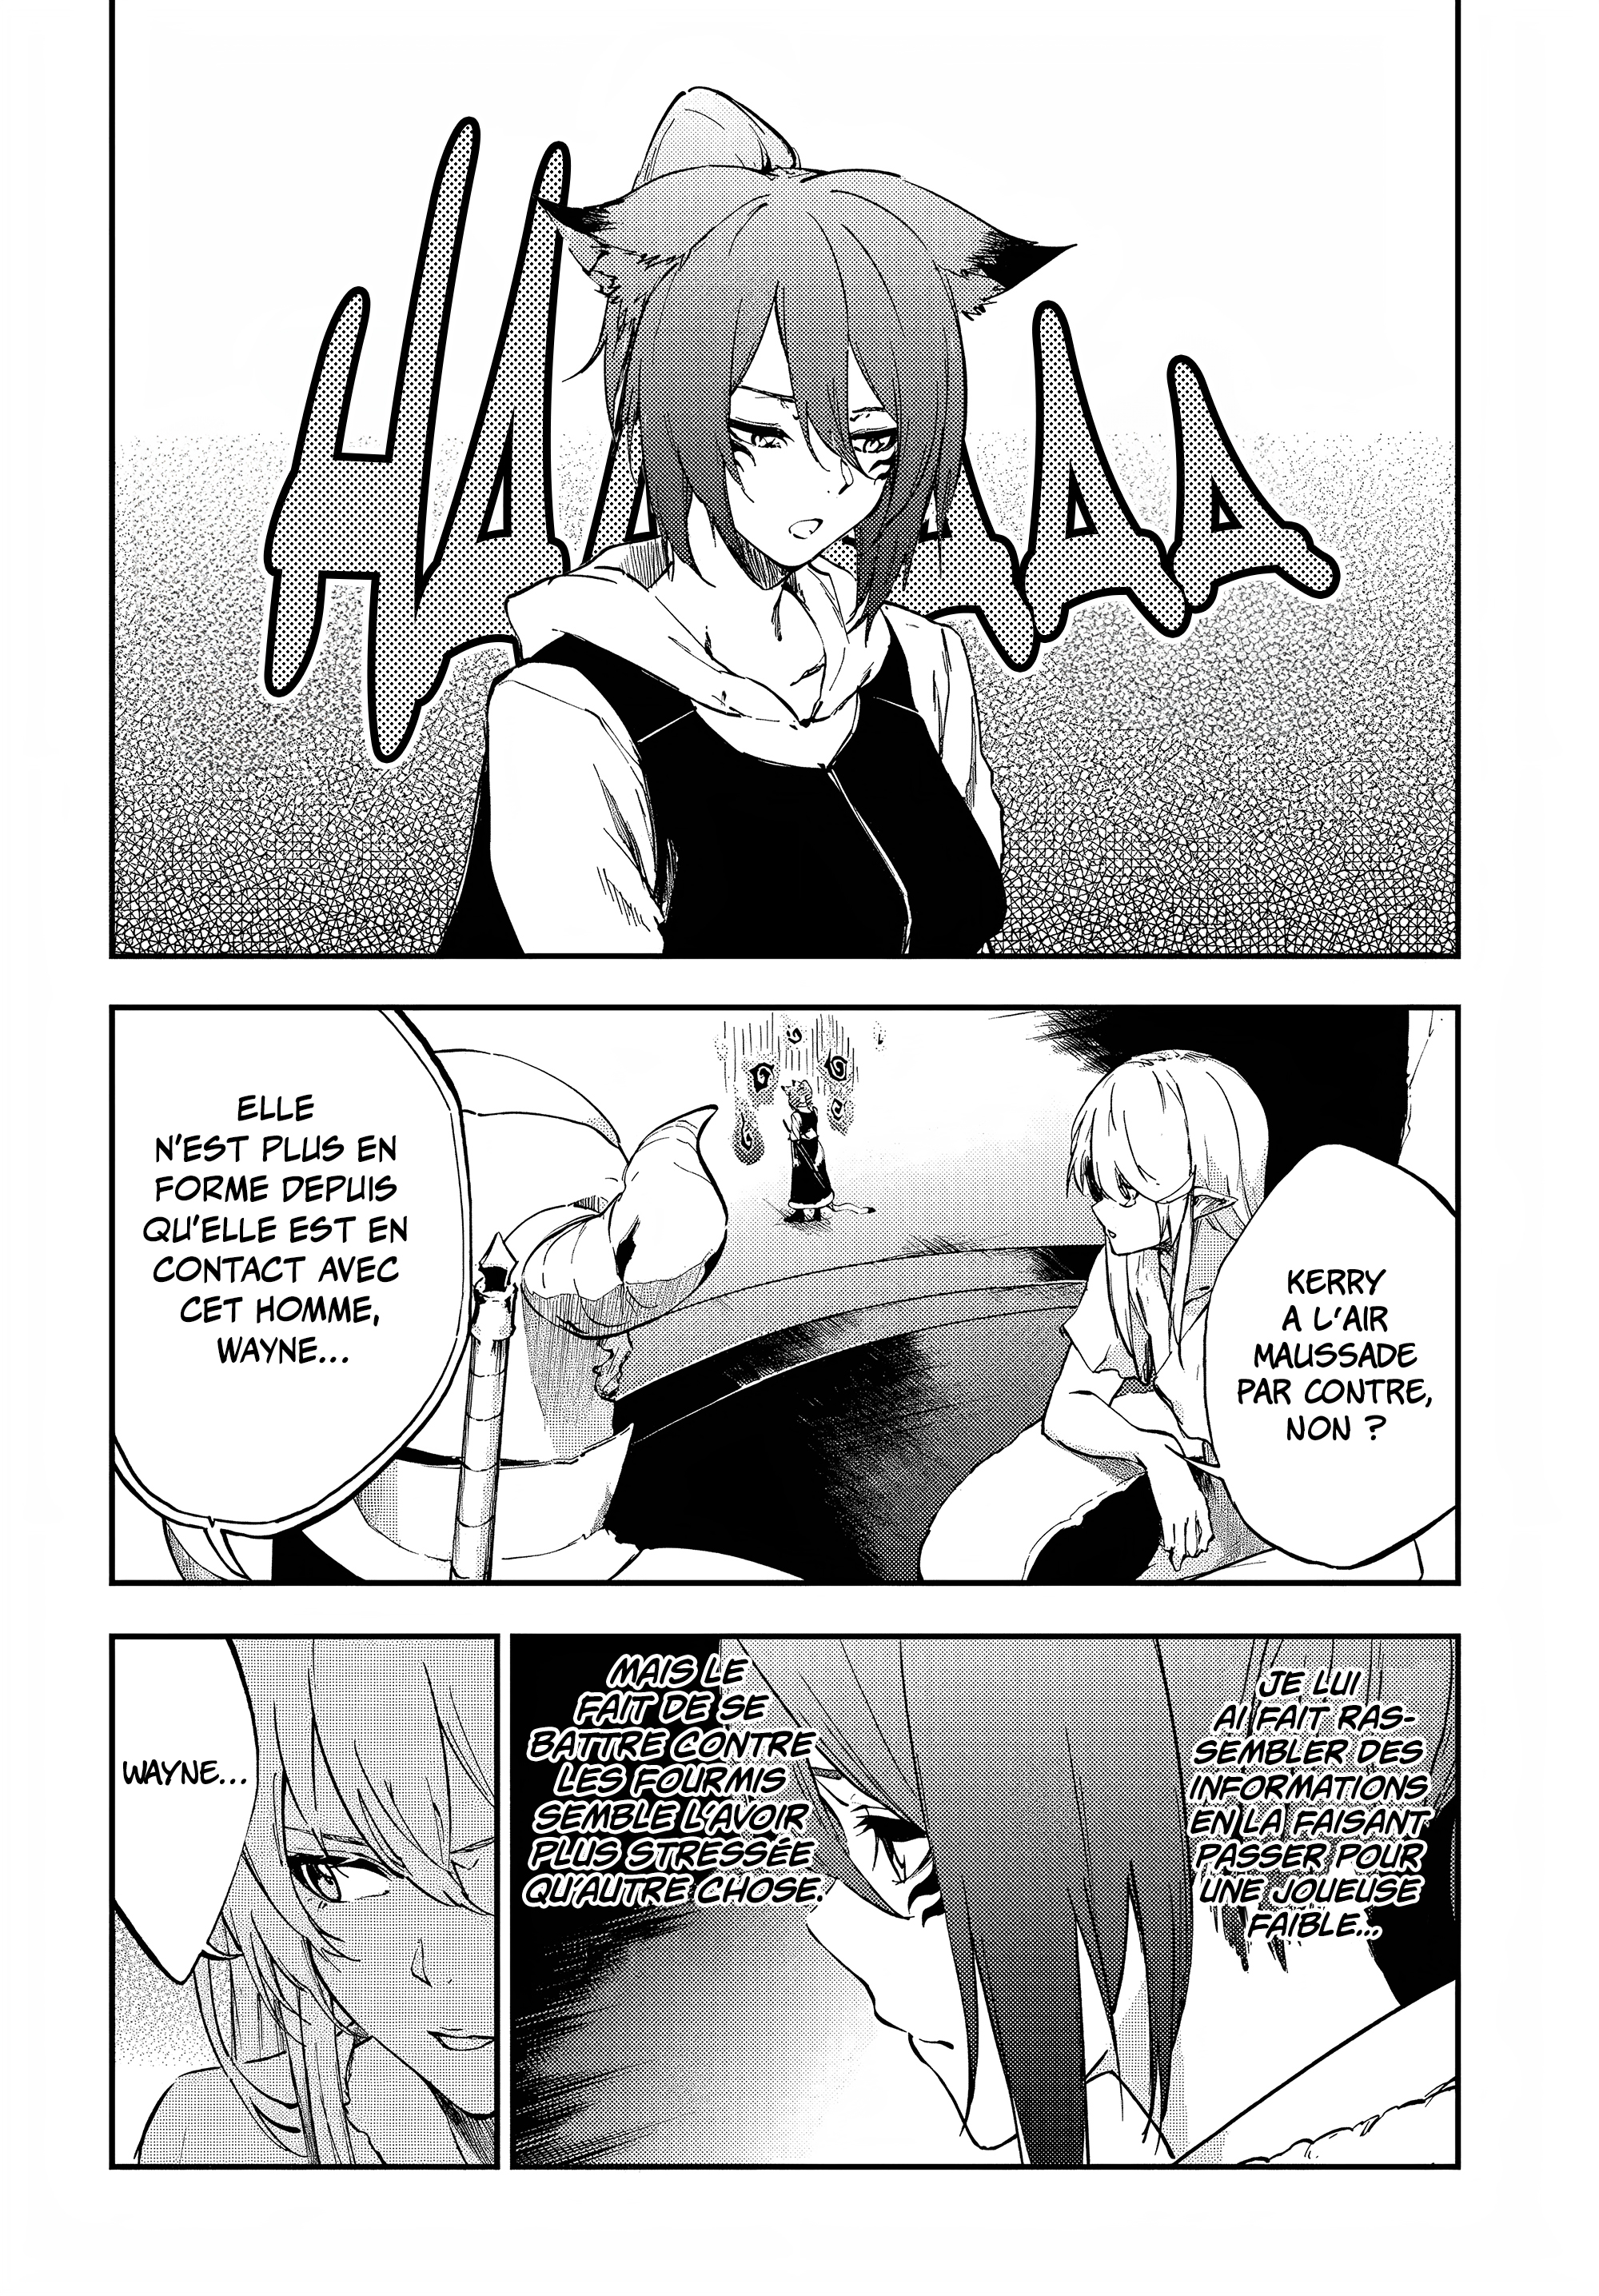 KERRY
A L'AIR
MAUSSADE
PAR CONTRE,
NON ?
ELLE
N'EST PLUS EN
FORME DEPUIS
QU'ELLE EST EN
CONTACT AVEC
CET HOMME,
WAYNE...
JE LUI
AI FAIT RAS-
SEMBLER DES
INFORMATIONS
EN LA FAISANT
PASSER POUR
UNE JOUEUSE
FAIBLE...
MAIS LE
FAIT DE SE
BATTRE CONTRE
LES FOURMIS
SEMBLE L'AVOIR
PLUS STRESSÉE
QU'AUTRE CHOSE.
WAYNE...